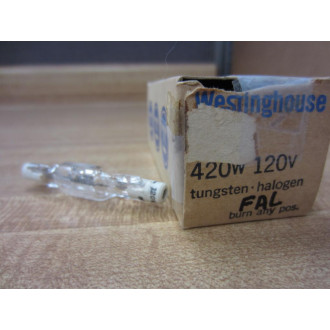 Westinghouse
420W 120V
tungsten · halogen
FAL
burn any pos.